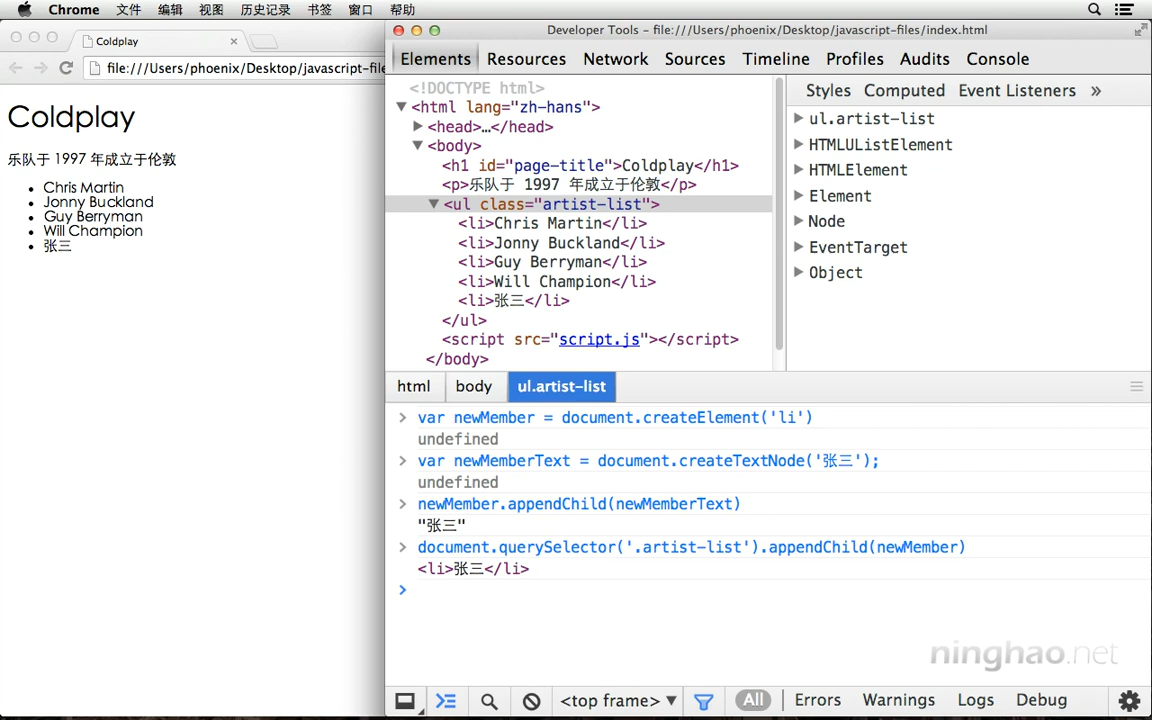 Chrome 文件 编辑 视图 历史记录 书签 窗口 帮助
Coldplay
file:///Users/phoenix/Desktop/javascript-file
Coldplay
乐队于 1997 年成立于伦敦
Chris Martin
Jonny Buckland
Guy Berryman
Will Champion
张三
Developer Tools - file:///Users/phoenix/Desktop/javascript-files/index.html
Elements Resources Network Sources Timeline Profiles Audits Console
<!DOCTYPE html>
<html lang="zh-hans">
<head>…</head>
<body>
<h1 id="page-title">Coldplay</h1>
<p>乐队于 1997 年成立于伦敦</p>
<ul class="artist-list">
<li>Chris Martin</li>
<li>Jonny Buckland</li>
<li>Guy Berryman</li>
<li>Will Champion</li>
<li>张三</li>
</ul>
<script src="script.js"></script>
</body>
Styles Computed Event Listeners »
ul.artist-list
HTMLUListElement
HTMLElement
Element
Node
EventTarget
Object
html body ul.artist-list
> var newMember = document.createElement('li')
undefined
> var newMemberText = document.createTextNode('张三');
undefined
> newMember.appendChild(newMemberText)
"张三"
> document.querySelector('.artist-list').appendChild(newMember)
<li>张三</li>
>
ninghao.net
<top frame> All Errors Warnings Logs Debug